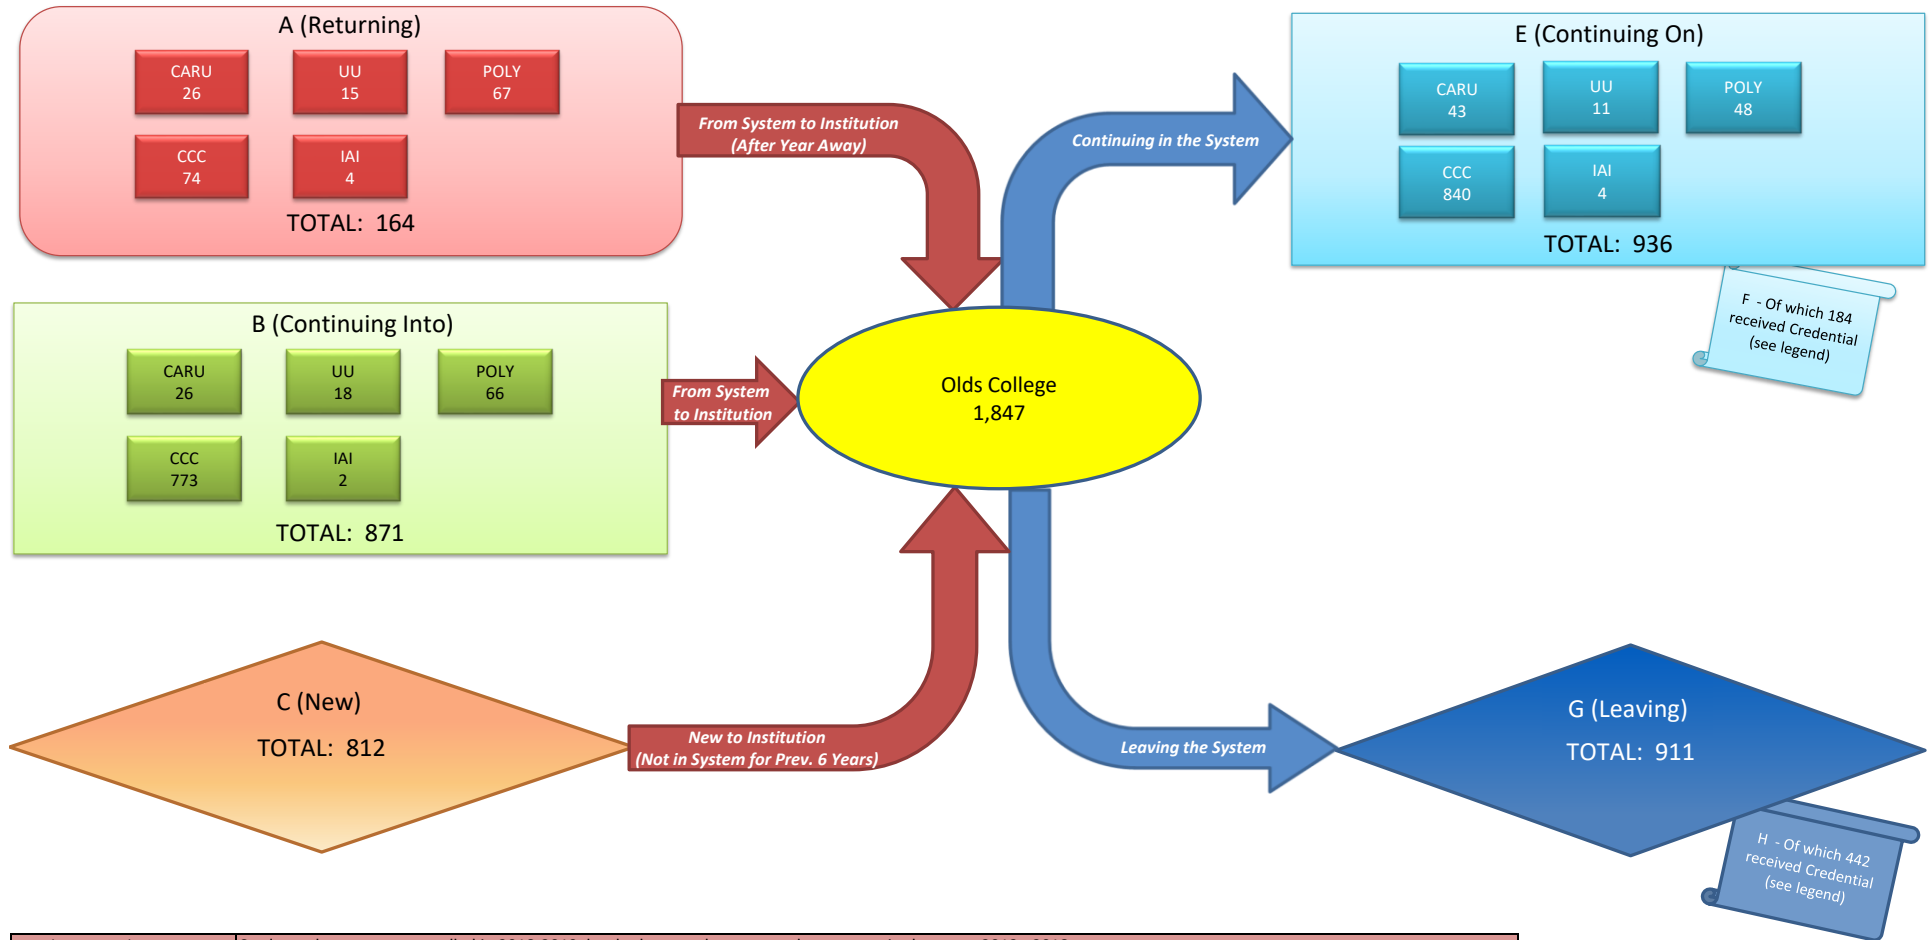 A (Returning)
CARU
26
UU
15
POLY
67
CCC
74
IAI
4
TOTAL: 164
From System to Institution
(After Year Away)
B (Continuing Into)
CARU
26
UU
18
POLY
66
CCC
773
IAI
2
TOTAL: 871
From System
to Institution
C (New)
TOTAL: 812
New to Institution
(Not in System for Prev. 6 Years)
Olds College
1,847
Continuing in the System
E (Continuing On)
CARU
43
UU
11
POLY
48
CCC
840
IAI
4
TOTAL: 936
F - Of which 184
received Credential
(see legend)
Leaving the System
G (Leaving)
TOTAL: 911
H - Of which 442
received Credential
(see legend)